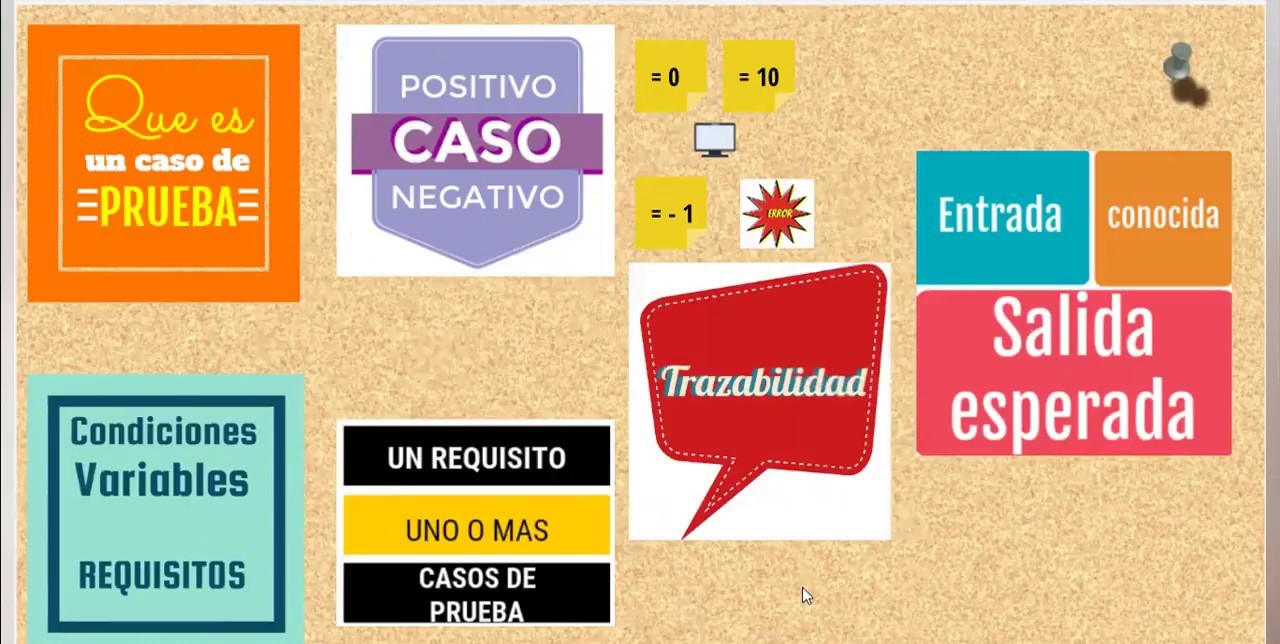 Que es
un caso de
PRUEBA
POSITIVO
CASO
NEGATIVO
= 0
= 10
= - 1
ERROR
Entrada
conocida
Salida
esperada
Trazabilidad
Condiciones
Variables
REQUISITOS
UN REQUISITO
UNO O MAS
CASOS DE
PRUEBA